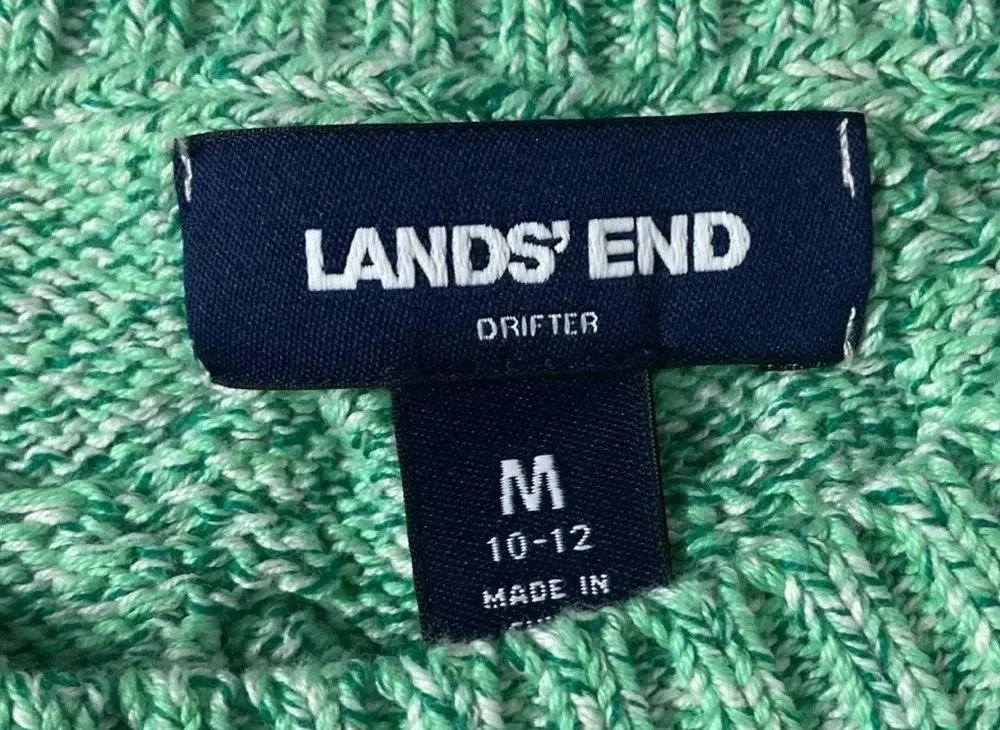 LANDS' END
DRIFTER
M
10-12
MADE IN